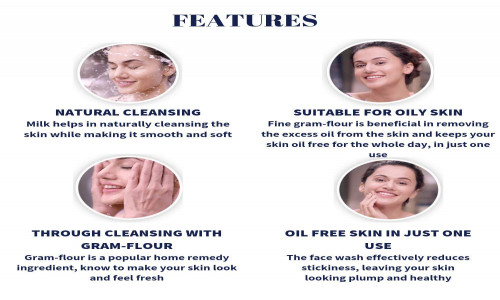 FEATURES
NATURAL CLEANSING
Milk helps in naturally cleansing the
skin while making it smooth and soft
SUITABLE FOR OILY SKIN
Fine gram-flour is beneficial in removing
the excess oil from the skin and keeps your
skin oil free for the whole day, in just one
use
THROUGH CLEANSING WITH
GRAM-FLOUR
Gram-flour is a popular home remedy
ingredient, know to make your skin look
and feel fresh
OIL FREE SKIN IN JUST ONE
USE
The face wash effectively reduces
stickiness, leaving your skin
looking plump and healthy